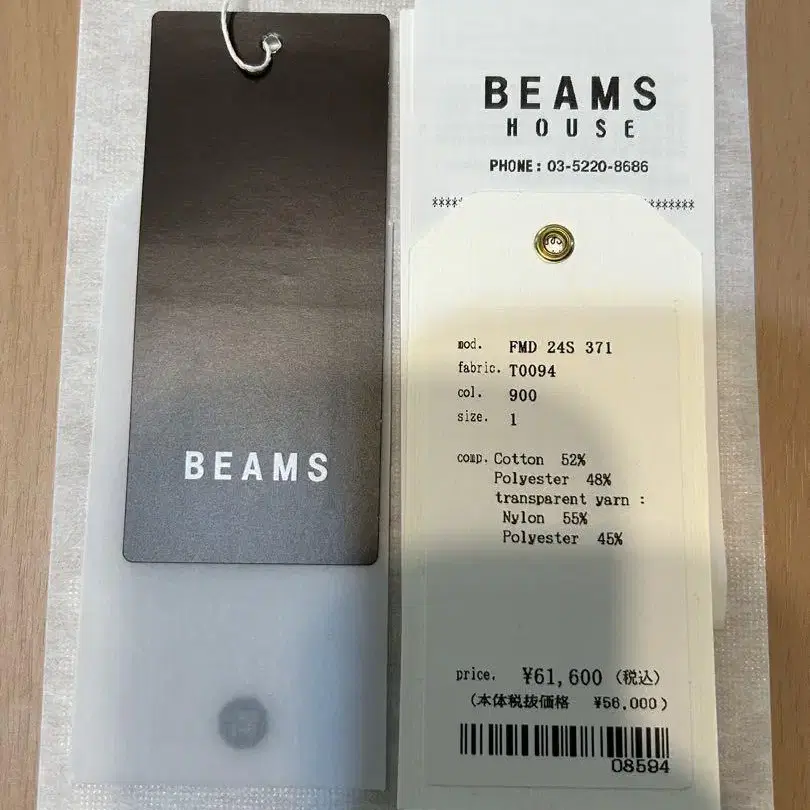 BEAMS
BEAMS
HOUSE
PHONE: 03-5220-8686
mod. FMD 24S 371
fabric. T0094
col. 900
size. 1
comp. Cotton 52%
Polyester 48%
transparent yarn :
Nylon 55%
Polyester 45%
price. ¥61,600 (税込)
(本体税抜価格 ¥56,000)
08594